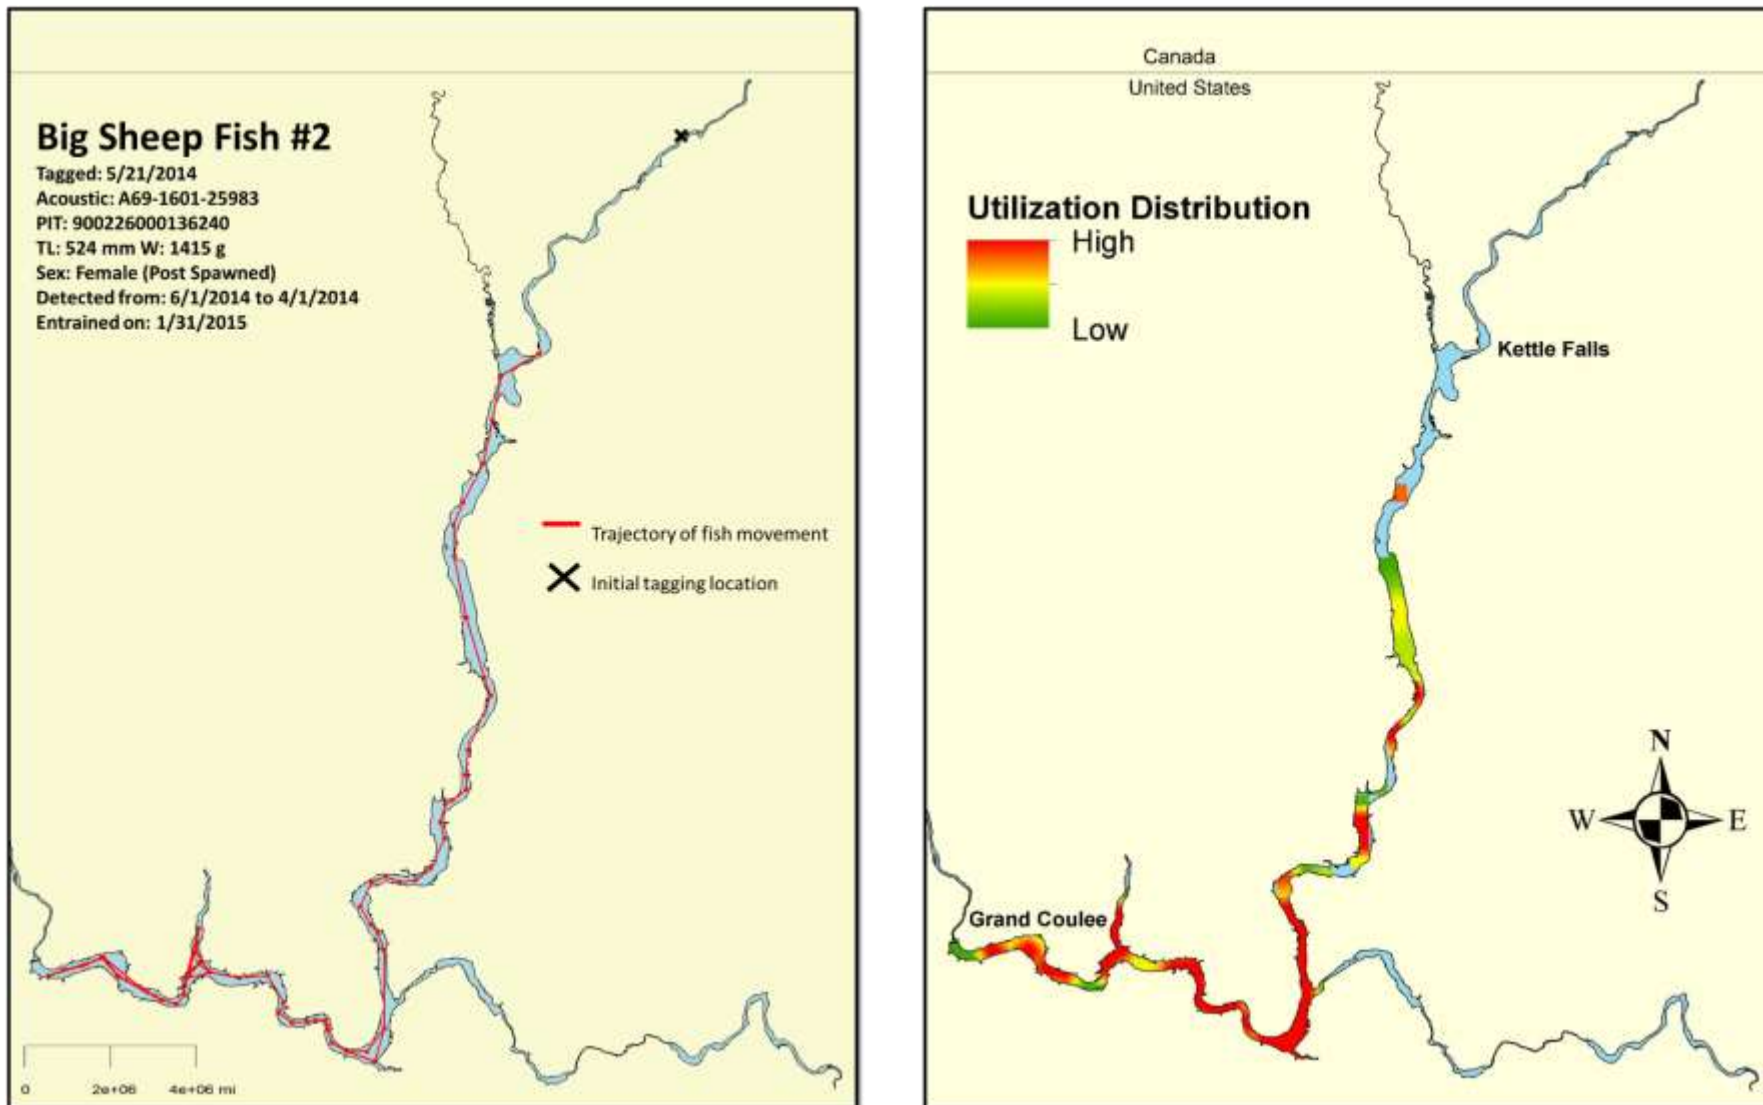 Big Sheep Fish #2
Tagged: 5/21/2014
Acoustic: A69-1601-25983
PIT: 900226000136240
TL: 524 mm W: 1415 g
Sex: Female (Post Spawned)
Detected from: 6/1/2014 to 4/1/2014
Entrained on: 1/31/2015
Trajectory of fish movement
Initial tagging location
0 2e+06 4e+06 mi
Canada
United States
Utilization Distribution
High
Low
Kettle Falls
Grand Coulee
N
W E
S